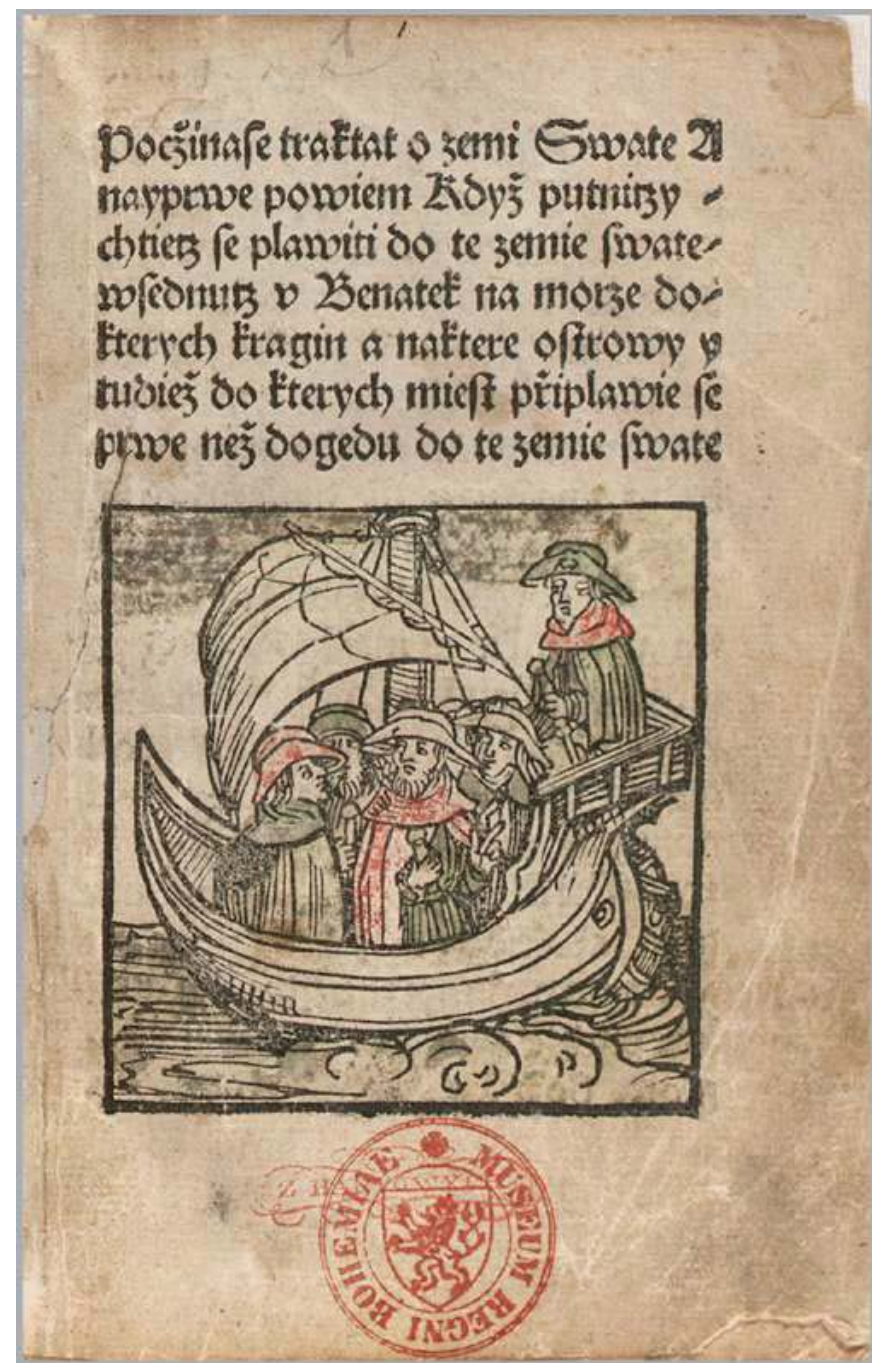 Poczinase traktat o zemi Swate A
nayprwe powiem Kdyż putnitzy ⸗
chtietz se plawiti do te zemie swate⸗
wsednutz v Benatek na morze do⸗
kterych kragin a naktere ostrowy y
tudież do kterych miest připlawie se
prwe než dogedu do te zemie swate
MUSEUM REGNI BOHEMIAE